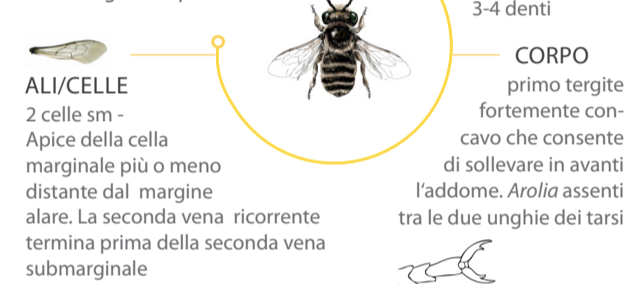 3-4 denti
ALI/CELLE
2 celle sm -
Apice della cella
marginale più o meno
distante dal margine
alare. La seconda vena ricorrente
termina prima della seconda vena
submarginale
CORPO
primo tergite
fortemente con-
cavo che consente
di sollevare in avanti
l'addome. Arolia assenti
tra le due unghie dei tarsi